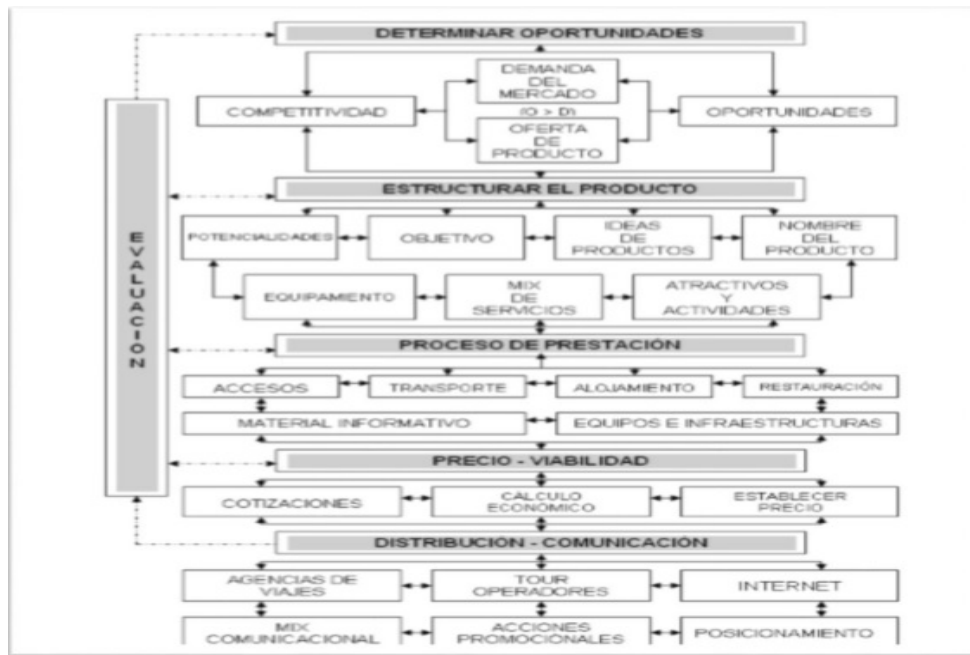 DETERMINAR OPORTUNIDADES
DEMANDA
DEL
MERCADO
COMPETITIVIDAD
(O > D)
OPORTUNIDADES
OFERTA
DE
PRODUCTO
ESTRUCTURAR EL PRODUCTO
POTENCIALIDADES
OBJETIVO
IDEAS
DE
PRODUCTOS
NOMBRE
DEL
PRODUCTO
EQUIPAMIENTO
MIX
DE
SERVICIOS
ATRACTIVOS
Y
ACTIVIDADES
EVALUACION
PROCESO DE PRESTACIÓN
ACCESOS
TRANSPORTE
ALOJAMIENTO
RESTAURACIÓN
MATERIAL INFORMATIVO
EQUIPOS E INFRAESTRUCTURAS
PRECIO - VIABILIDAD
COTIZACIONES
CÁLCULO
ECONÓMICO
ESTABLECER
PRECIO
DISTRIBUCION - COMUNICACIÓN
AGENCIAS DE
VIAJES
TOUR
OPERADORES
INTERNET
MIX
COMUNICACIONAL
ACCIONES
PROMOCIONALES
POSICIONAMIENTO